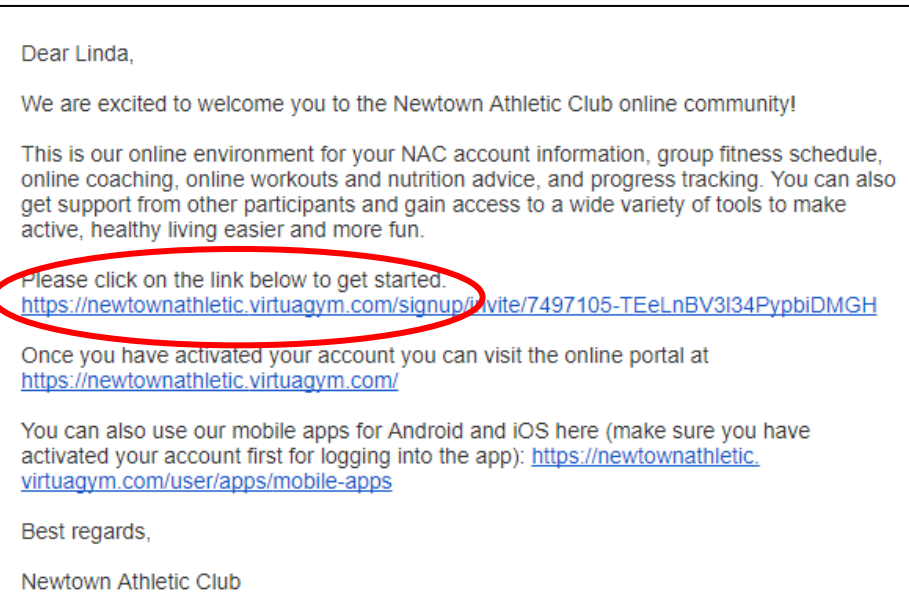 Dear Linda,
We are excited to welcome you to the Newtown Athletic Club online community!
This is our online environment for your NAC account information, group fitness schedule,
online coaching, online workouts and nutrition advice, and progress tracking. You can also
get support from other participants and gain access to a wide variety of tools to make
active, healthy living easier and more fun.
Please click on the link below to get started.
https://newtownathletic.virtuagym.com/signup/invite/7497105-TEeLnBV3I34PypbiDMGH
Once you have activated your account you can visit the online portal at
https://newtownathletic.virtuagym.com/
You can also use our mobile apps for Android and iOS here (make sure you have
activated your account first for logging into the app): https://newtownathletic.
virtuagym.com/user/apps/mobile-apps
Best regards,
Newtown Athletic Club